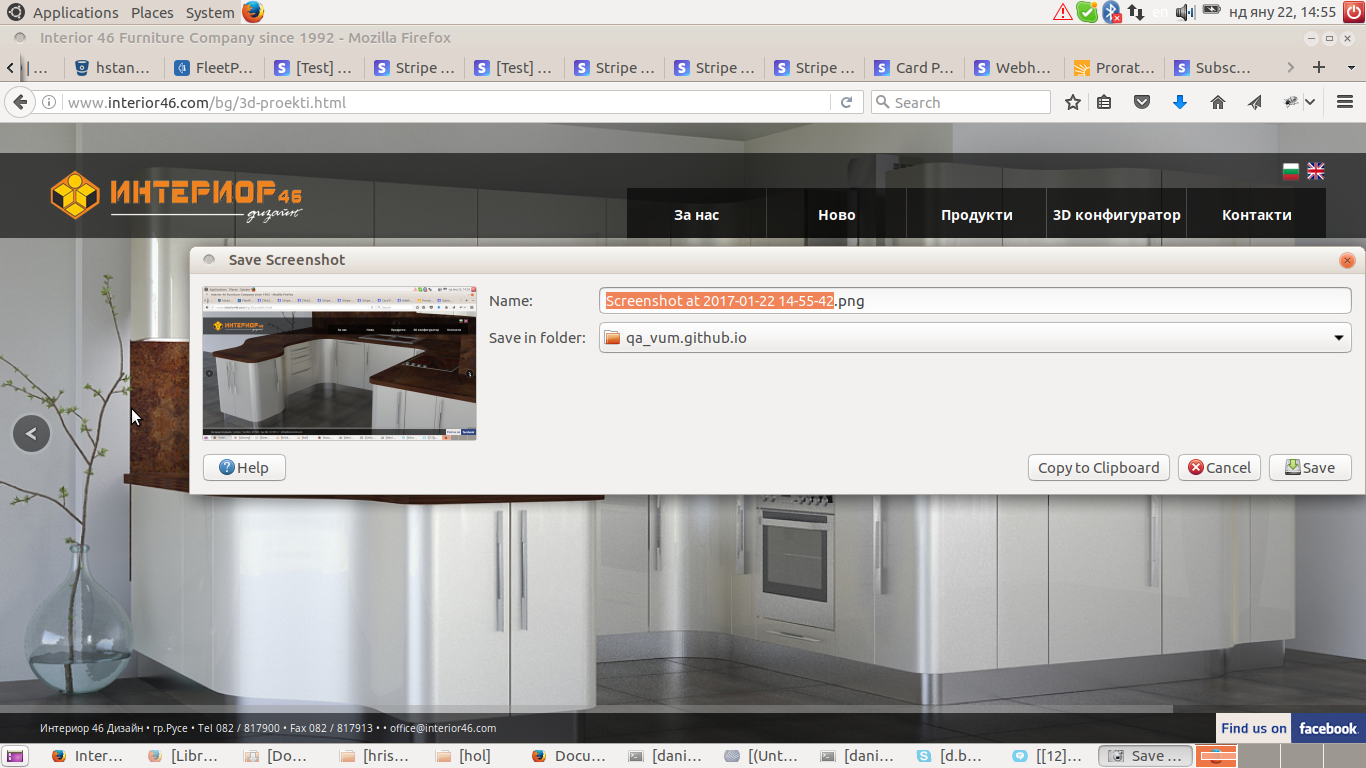 Applications Places System en нд яну 22, 14:55
Interior 46 Furniture Company since 1992 - Mozilla Firefox
| ... hstan... FleetP... [Test] ... Stripe ... [Test] ... Stripe ... Stripe ... Stripe ... Card P... Webh... Prorat... Subsc...
www.interior46.com/bg/3d-proekti.html Search
ИНТЕРИОР 46
дизайн
За нас Ново Продукти 3D конфигуратор Контакти
Save Screenshot
Name: Screenshot at 2017-01-22 14-55-42.png
Save in folder: qa_vum.github.io
Help Copy to Clipboard Cancel Save
Интериор 46 Дизайн • гр.Русе • Tel 082 / 817900 • Fax 082 / 817913 • • office@interior46.com
Find us on facebook.
Inter... [Libr... [Do... [hris... [hol] Docu... [dani... [(Unt... [dani... [d.b... [[12]... Save ...